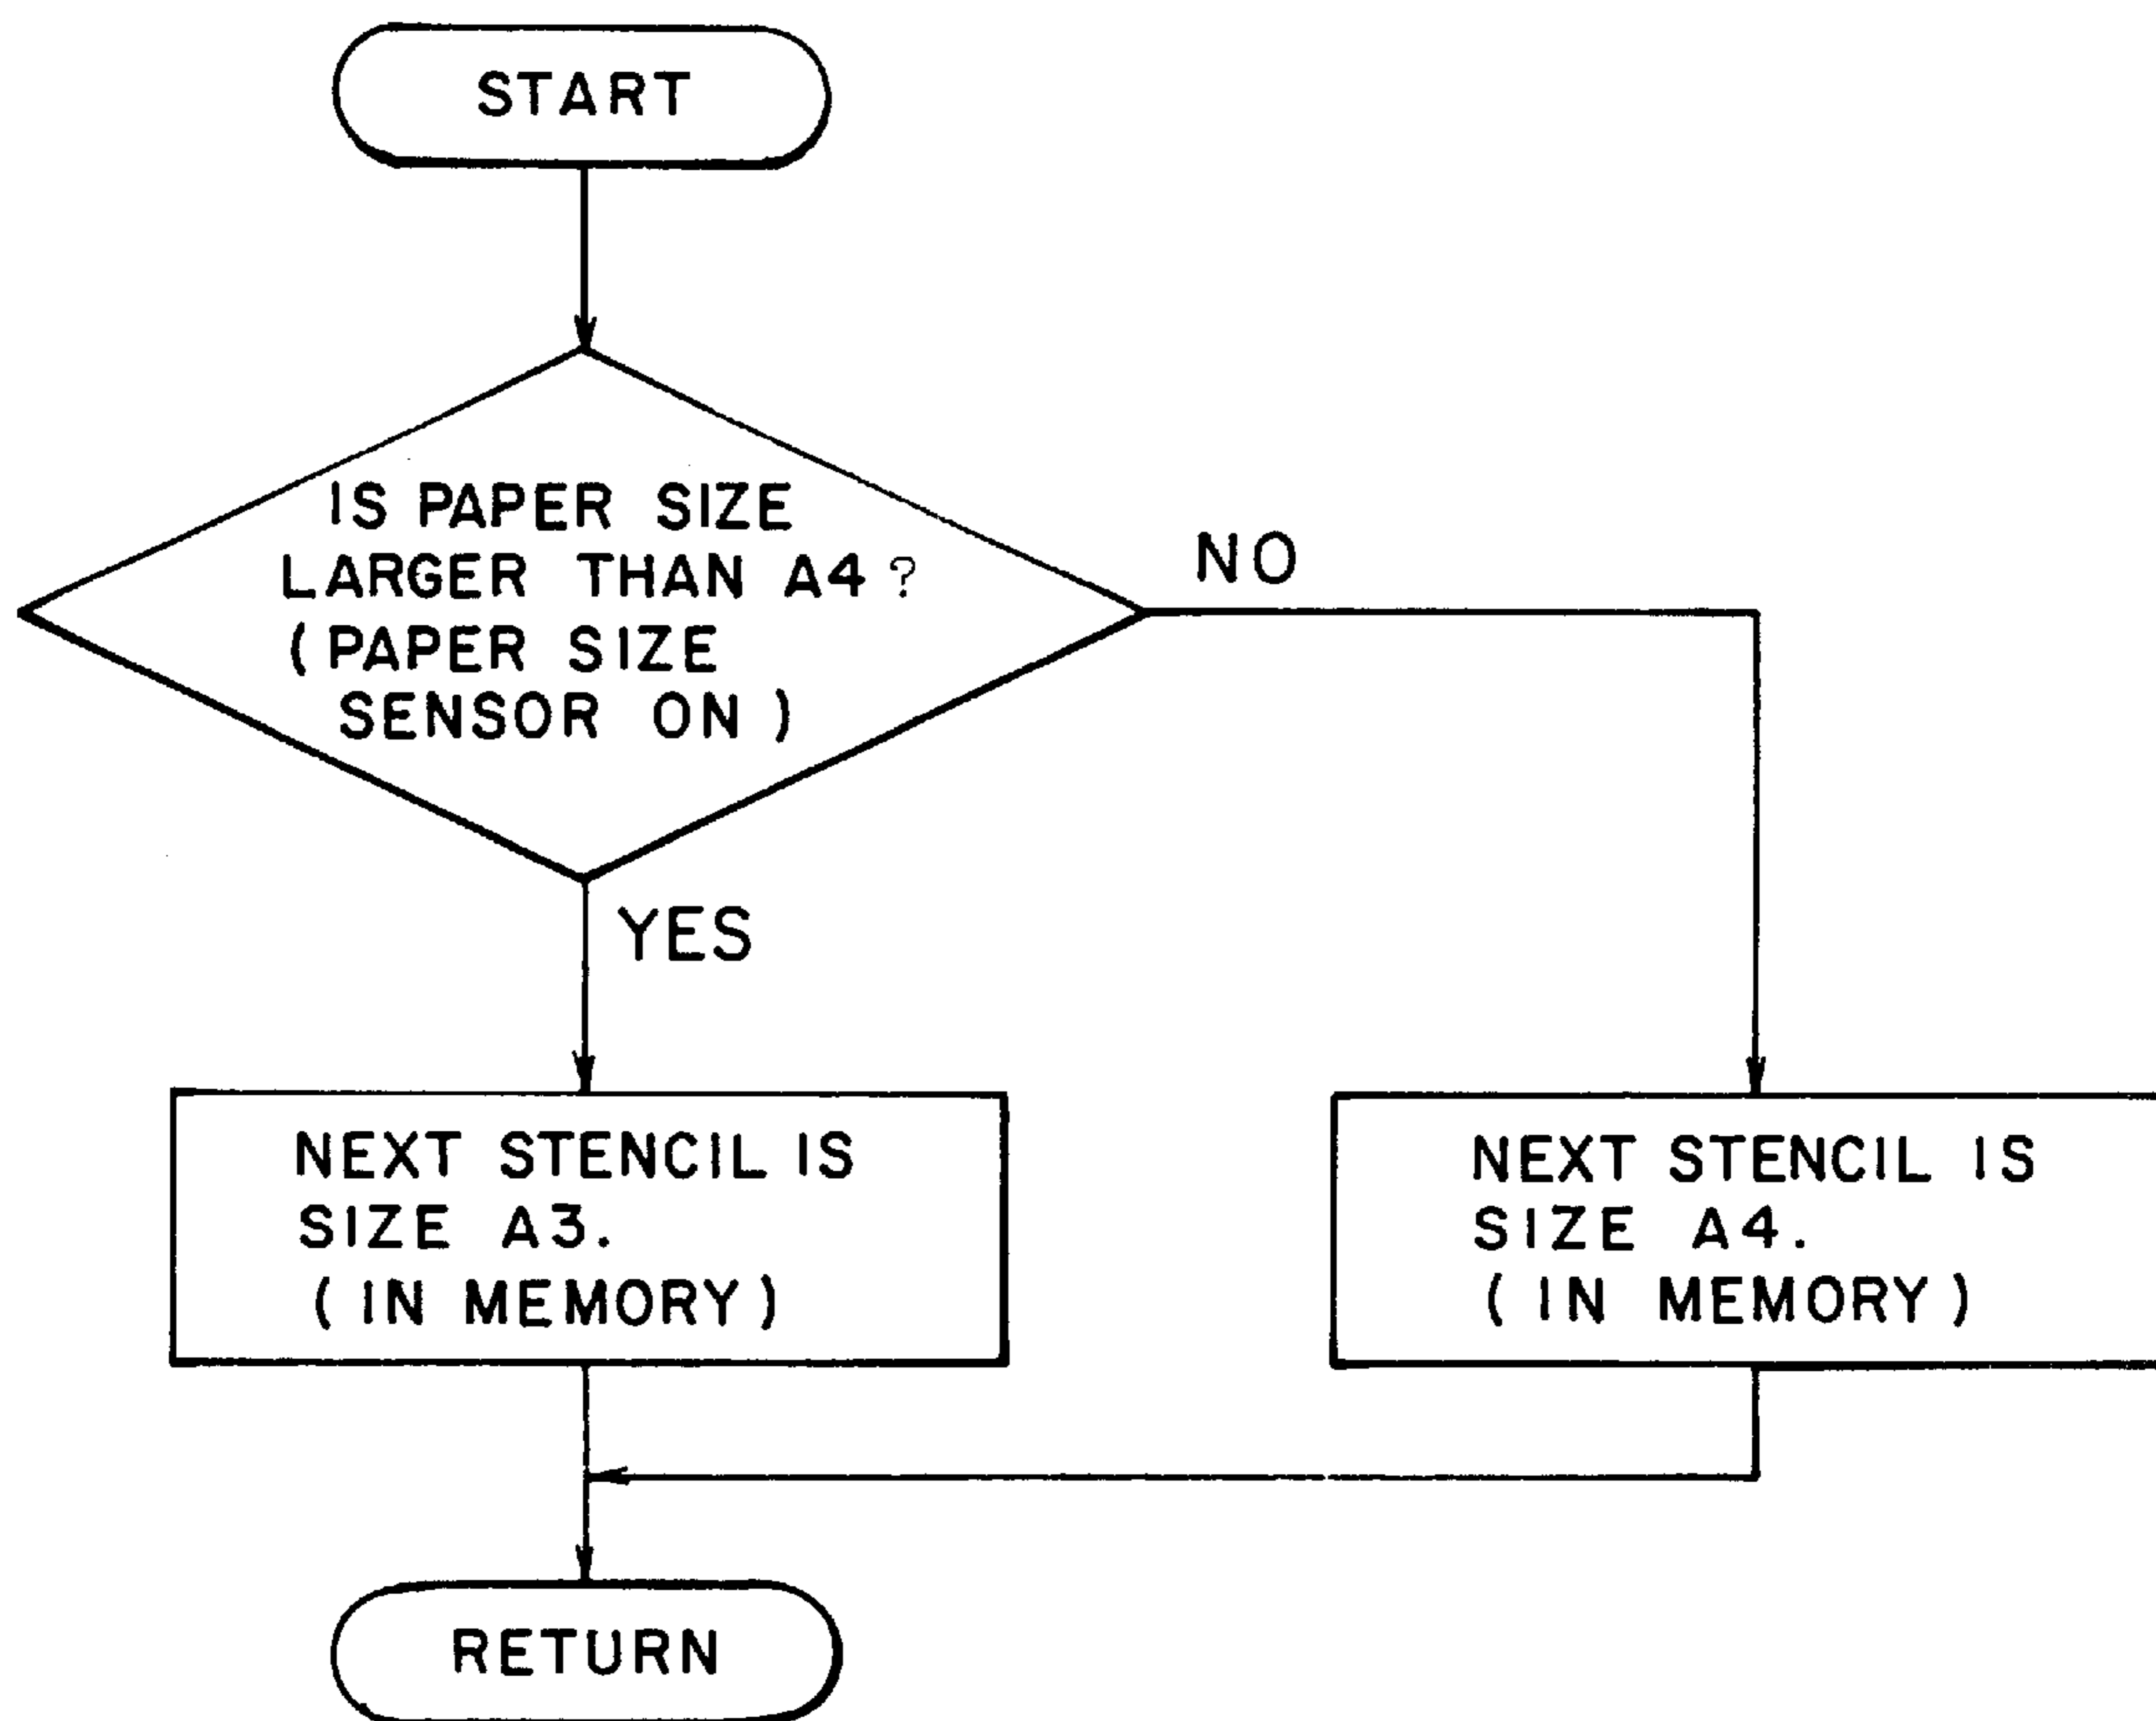 START
IS PAPER SIZE
LARGER THAN A4?
(PAPER SIZE
SENSOR ON)
NO
YES
NEXT STENCIL IS
SIZE A3.
(IN MEMORY)
NEXT STENCIL IS
SIZE A4.
(IN MEMORY)
RETURN